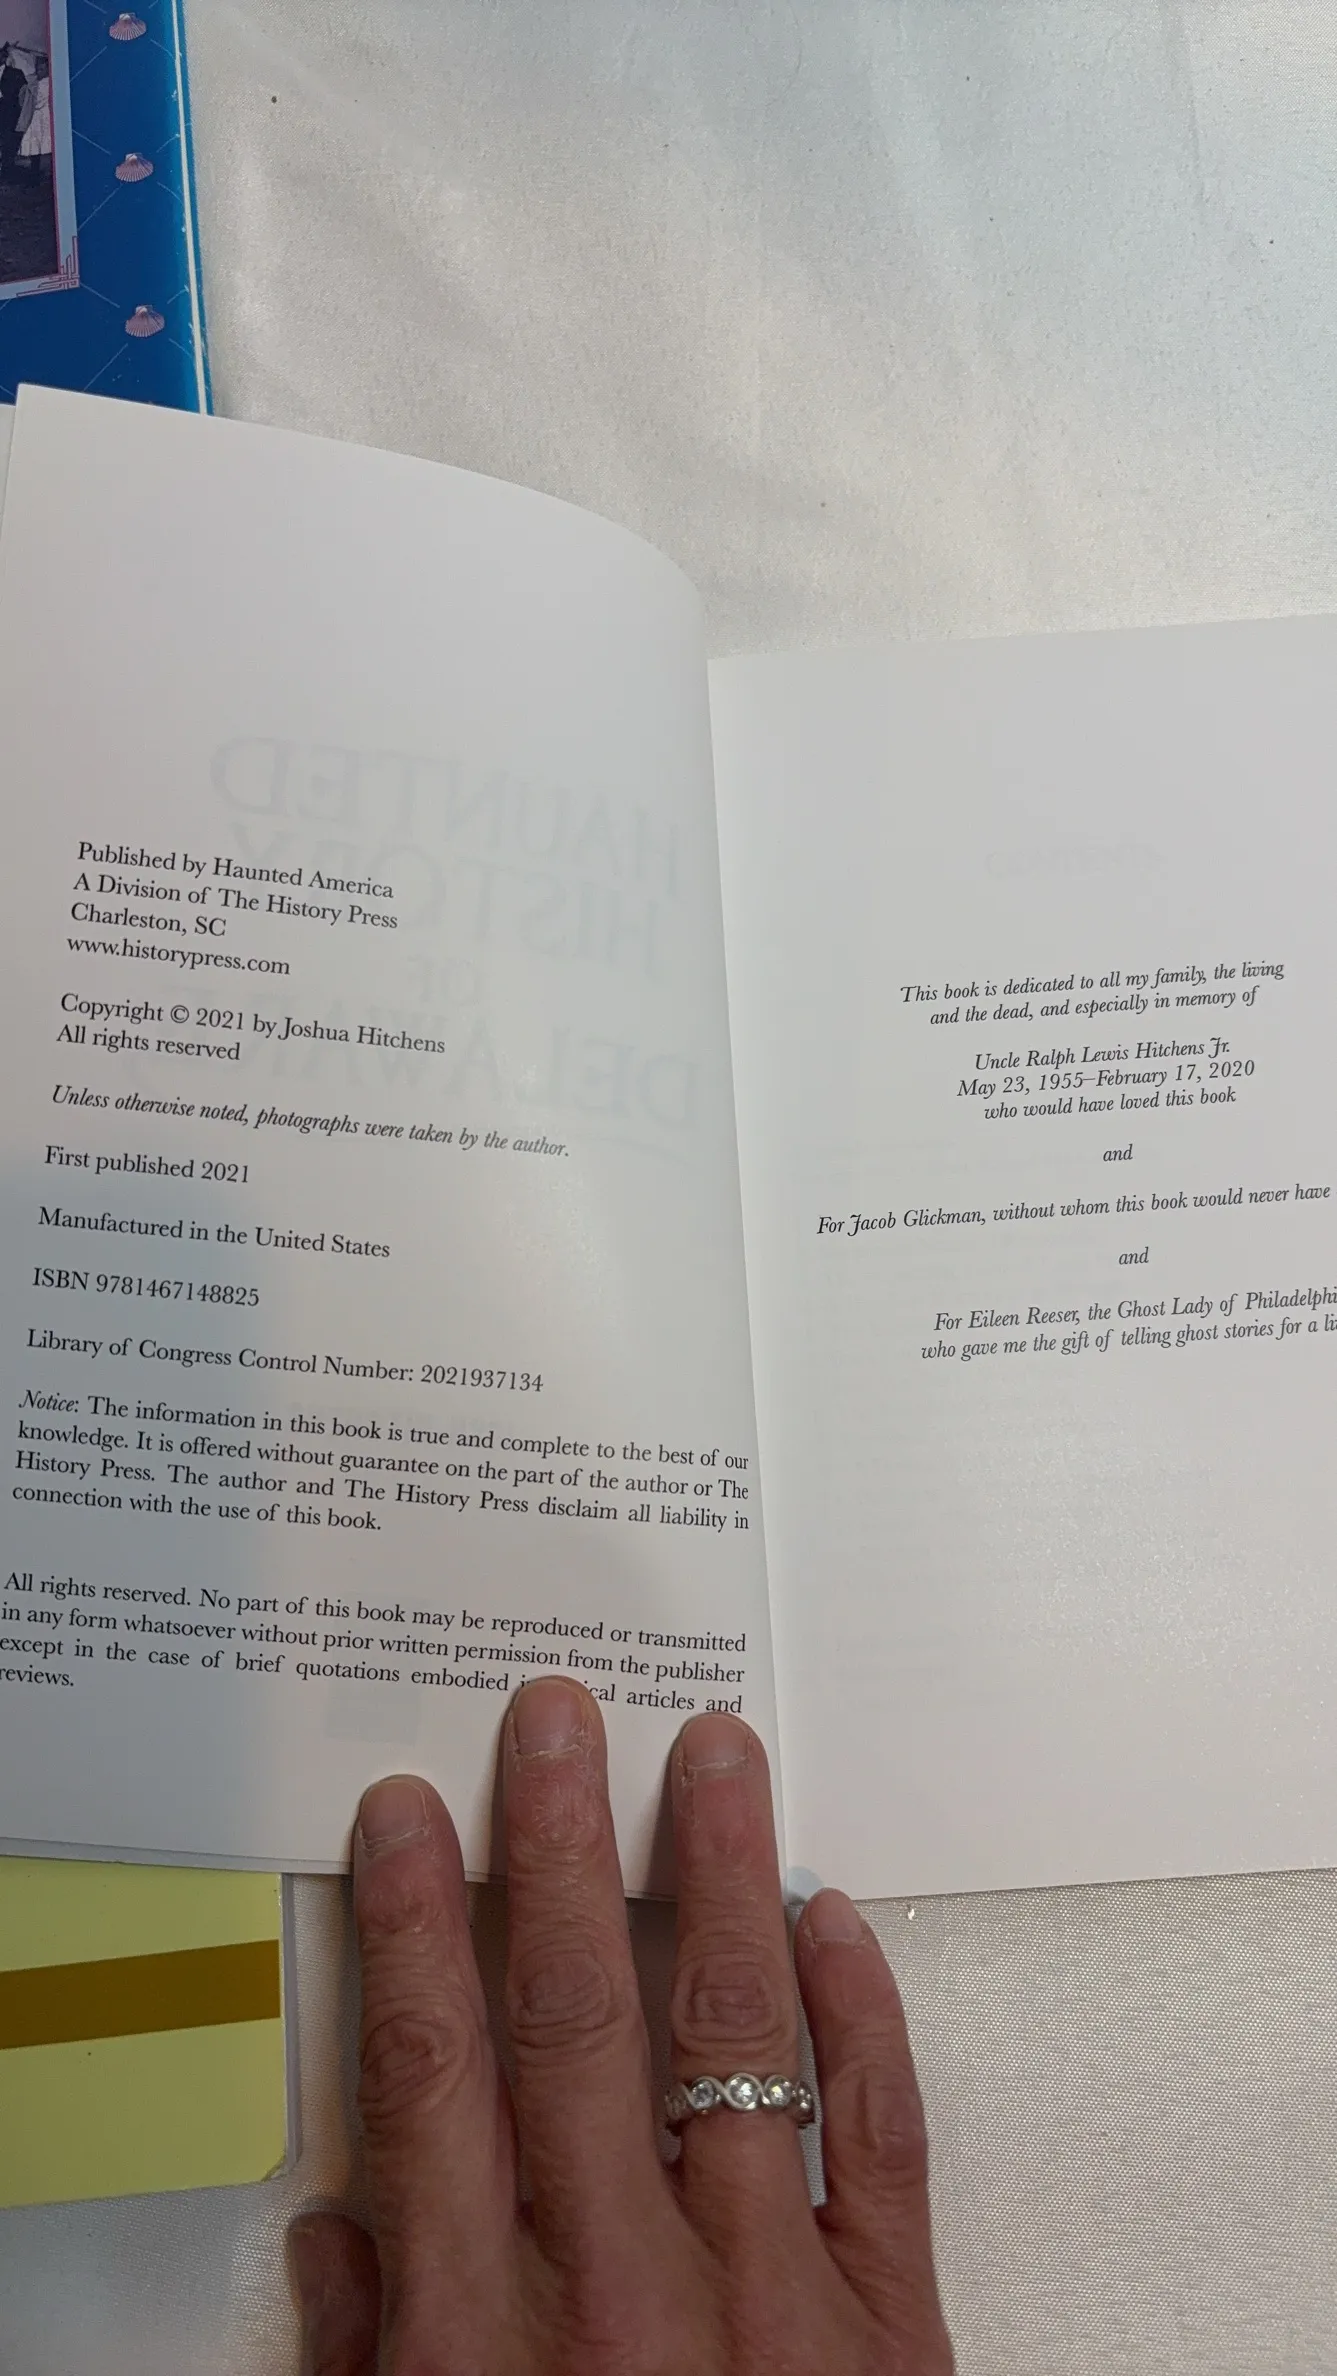 Published by Haunted America
A Division of The History Press
Charleston, SC
www.historypress.com
Copyright © 2021 by Joshua Hitchens
All rights reserved
Unless otherwise noted, photographs were taken by the author.
First published 2021
Manufactured in the United States
ISBN 9781467148825
Library of Congress Control Number: 2021937134
Notice: The information in this book is true and complete to the best of our
knowledge. It is offered without guarantee on the part of the author or The
History Press. The author and The History Press disclaim all liability in
connection with the use of this book.
All rights reserved. No part of this book may be reproduced or transmitted
in any form whatsoever without prior written permission from the publisher
except in the case of brief quotations embodied articles and
reviews.
This book is dedicated to all my family, the living
and the dead, and especially in memory of
Uncle Ralph Lewis Hitchens Jr.
May 23, 1955–February 17, 2020
who would have loved this book
and
For Jacob Glickman, without whom this book would never have
and
For Eileen Reeser, the Ghost Lady of Philadelphi
who gave me the gift of telling ghost stories for a
HAUNTED
HISTORY
OF
DELAWARE